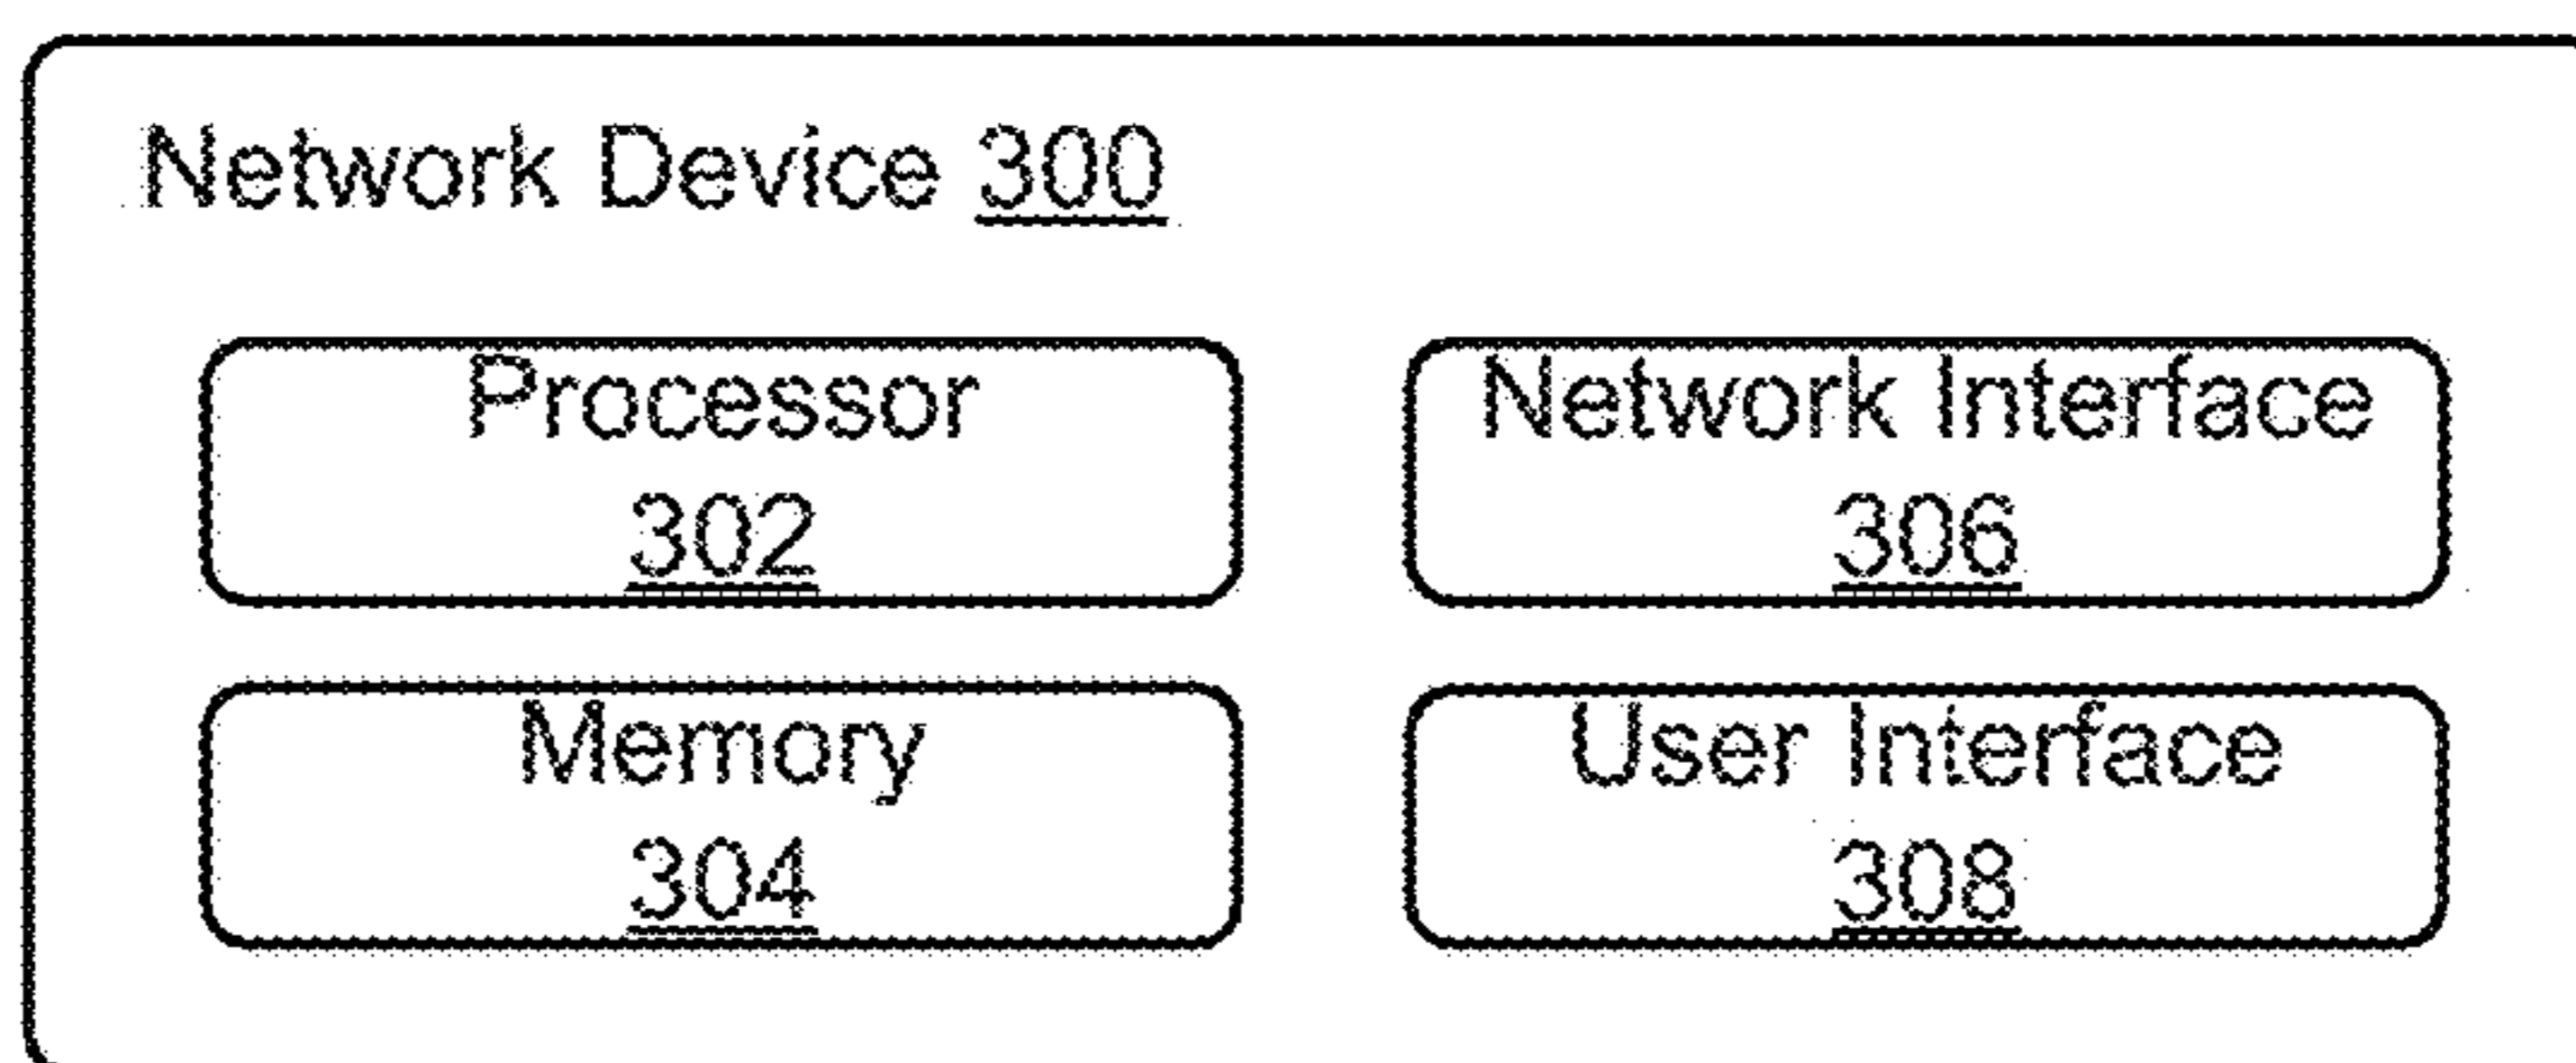 Network Device 300
Processor
302
Network Interface
306
Memory
304
User Interface
308